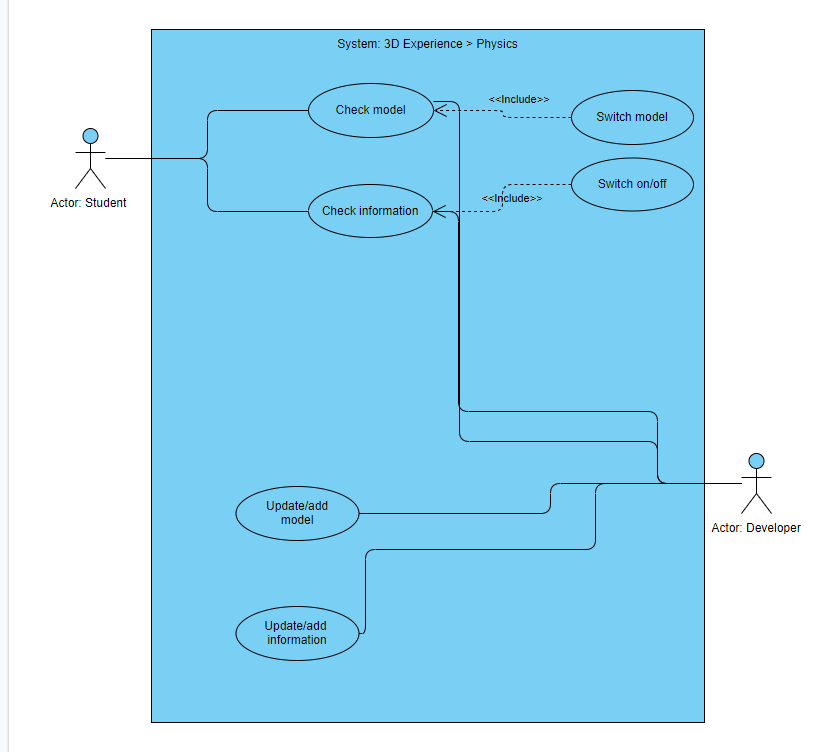 System: 3D Experience > Physics
Check model
<<Include>>
Switch model
Actor: Student
Check information
<<Include>>
Switch on/off
Update/add
model
Actor: Developer
Update/add
information